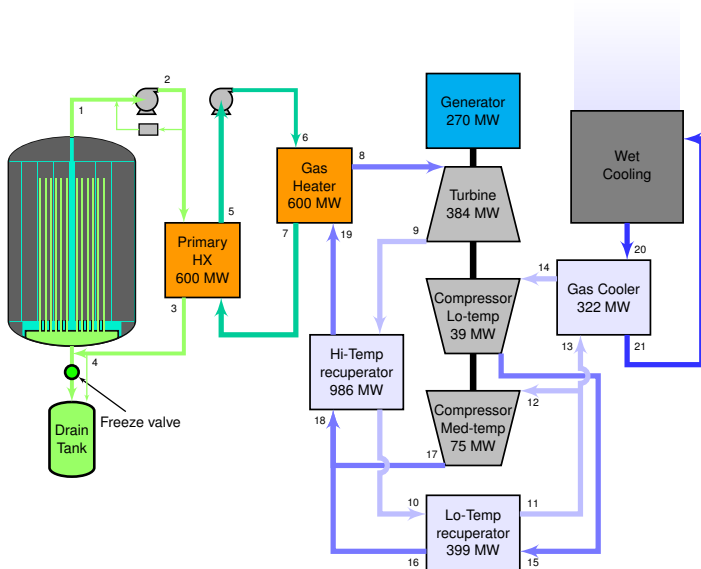 1
2
3
4
5
6
7
8
9
10
11
12
13
14
15
16
17
18
19
20
21
Generator
270 MW
Wet
Cooling
Gas
Heater
600 MW
Turbine
384 MW
Primary
HX
600 MW
Gas Cooler
322 MW
Compressor
Lo-temp
39 MW
Hi-Temp
recuperator
986 MW
Compressor
Med-temp
75 MW
Freeze valve
Drain
Tank
Lo-Temp
recuperator
399 MW